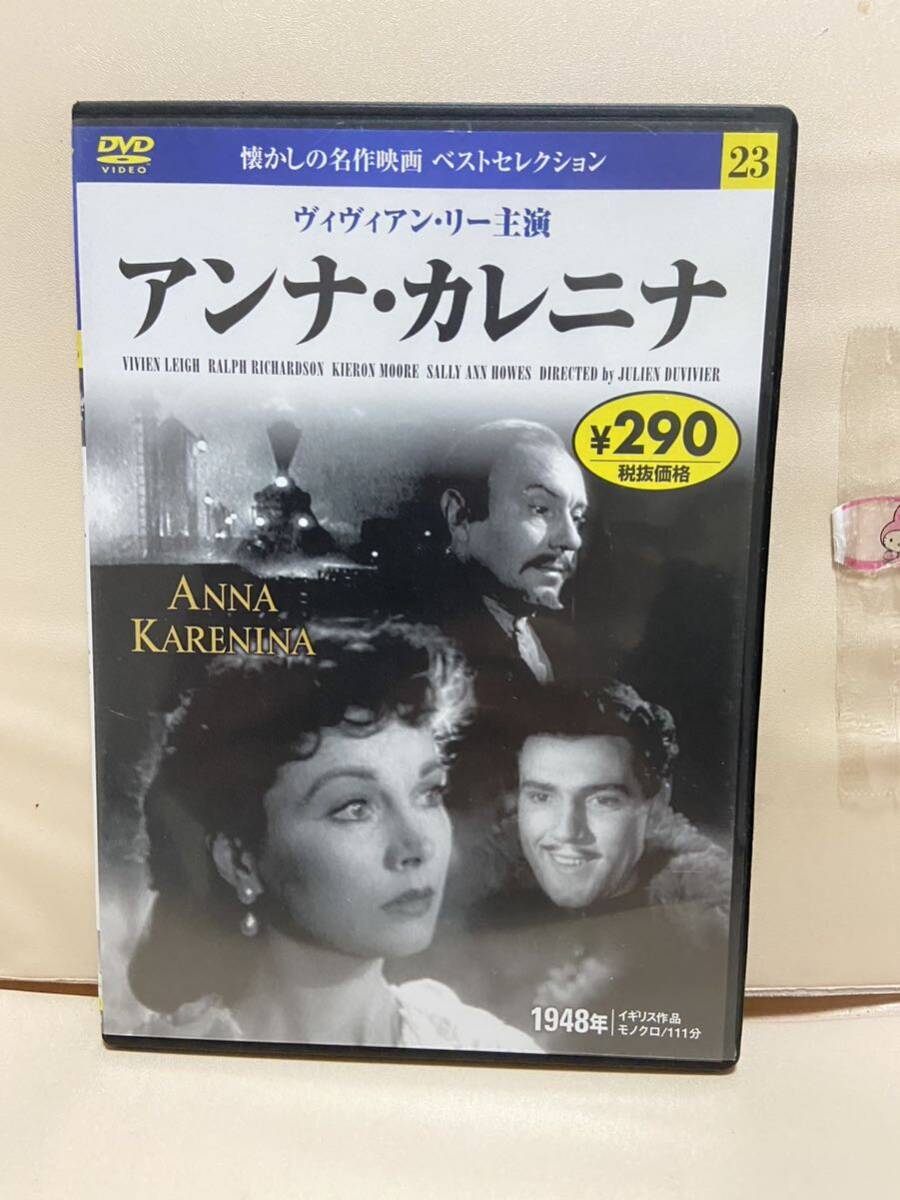 DVD
VIDEO
懐かしの名作映画 ベストセレクション
23
ヴィヴィアン・リー主演
アンナ・カレニナ
VIVIEN LEIGH RALPH RICHARDSON KIERON MOORE SALLY ANN HOWES DIRECTED by JULIEN DUVIVIER
¥290
税抜価格
ANNA
KARENINA
1948年
イギリス作品
モノクロ/111分